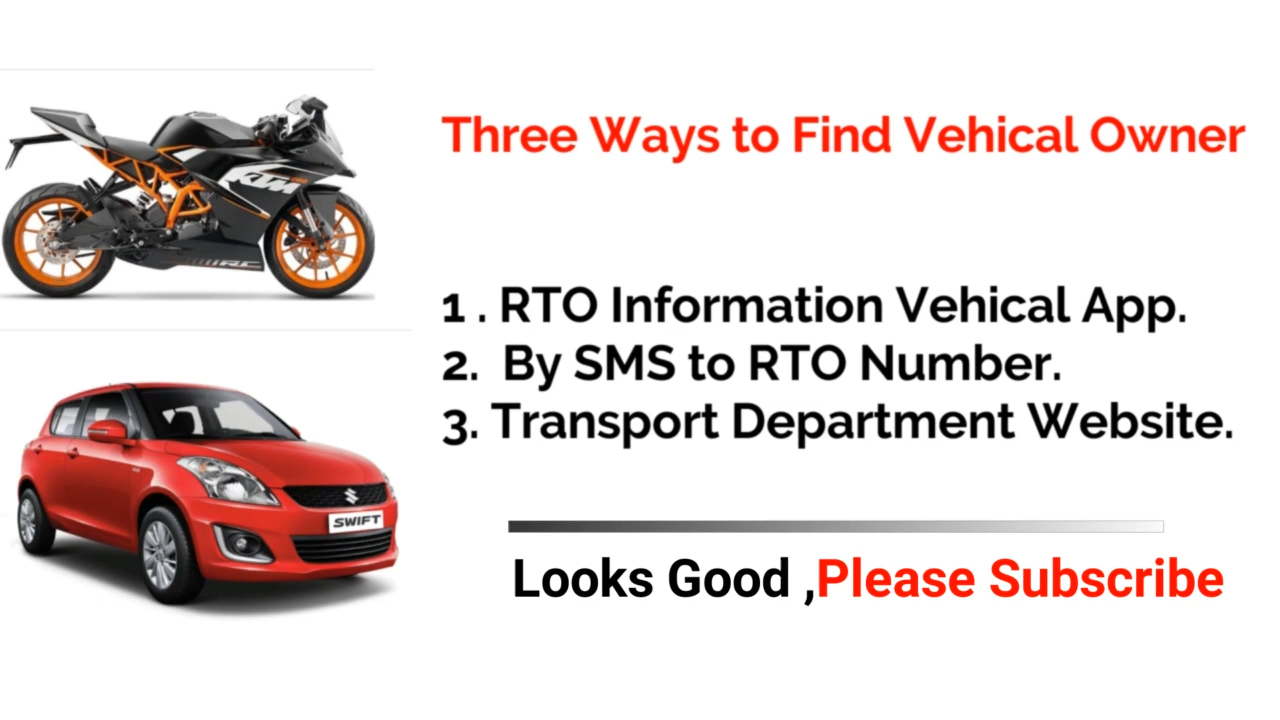 Three Ways to Find Vehical Owner
KTM
RC
1 . RTO Information Vehical App.
2. By SMS to RTO Number.
3. Transport Department Website.
SWIFT
Looks Good ,Please Subscribe